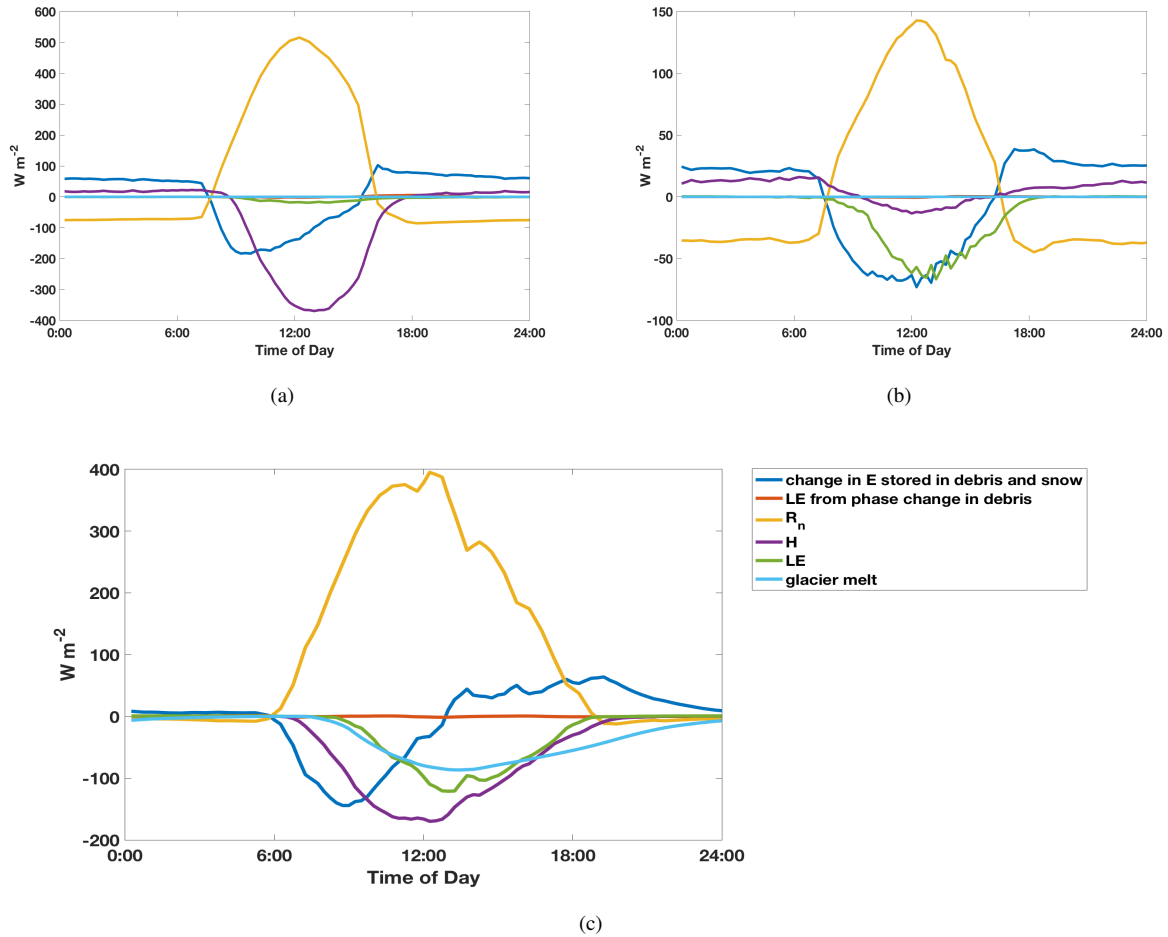 600
500
400
300
200
100
0
-100
-200
-300
-400
W m-2
0:00 6:00 12:00 18:00 24:00
Time of Day
(a)
150
100
50
0
-50
-100
W m-2
0:00 6:00 12:00 18:00 24:00
Time of Day
(b)
400
300
200
100
0
-100
-200
W m-2
0:00 6:00 12:00 18:00 24:00
Time of Day
change in E stored in debris and snow
LE from phase change in debris
Rn
H
LE
glacier melt
(c)